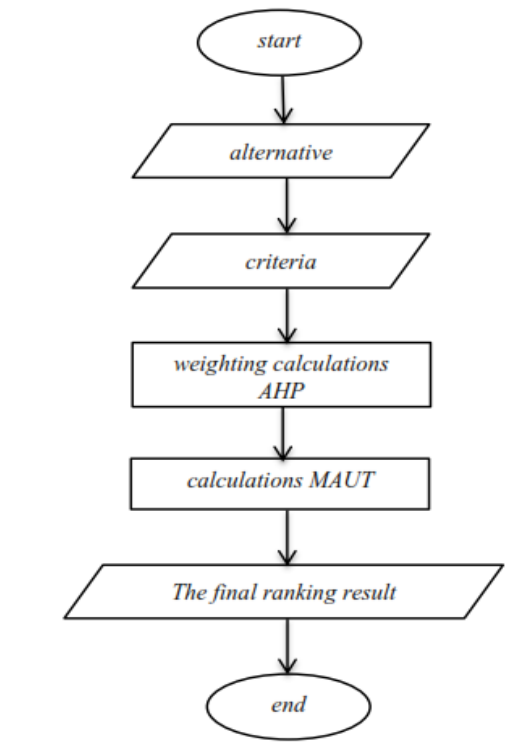 start
alternative
criteria
weighting calculations
AHP
calculations MAUT
The final ranking result
end